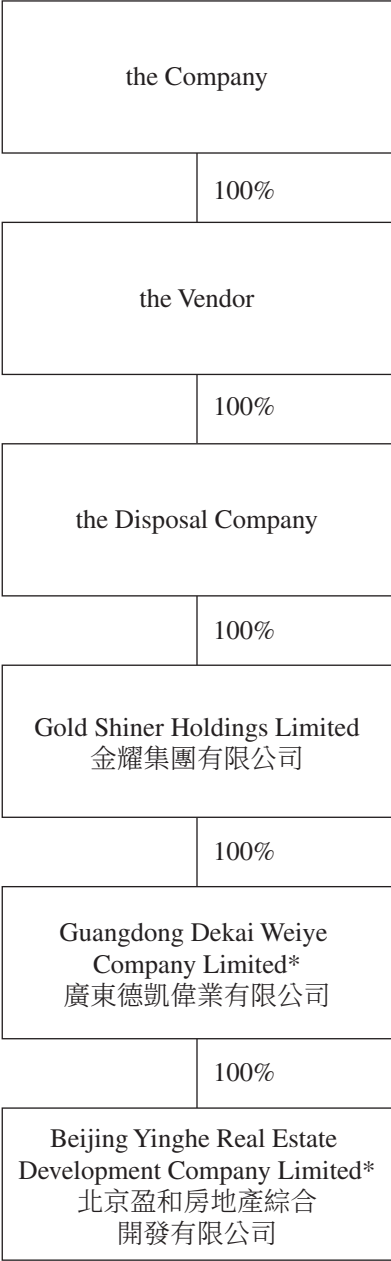 the Company
100%
the Vendor
100%
the Disposal Company
100%
Gold Shiner Holdings Limited
金耀集團有限公司
100%
Guangdong Dekai Weiye
Company Limited*
廣東德凱偉業有限公司
100%
Beijing Yinghe Real Estate
Development Company Limited*
北京盈和房地產綜合
開發有限公司